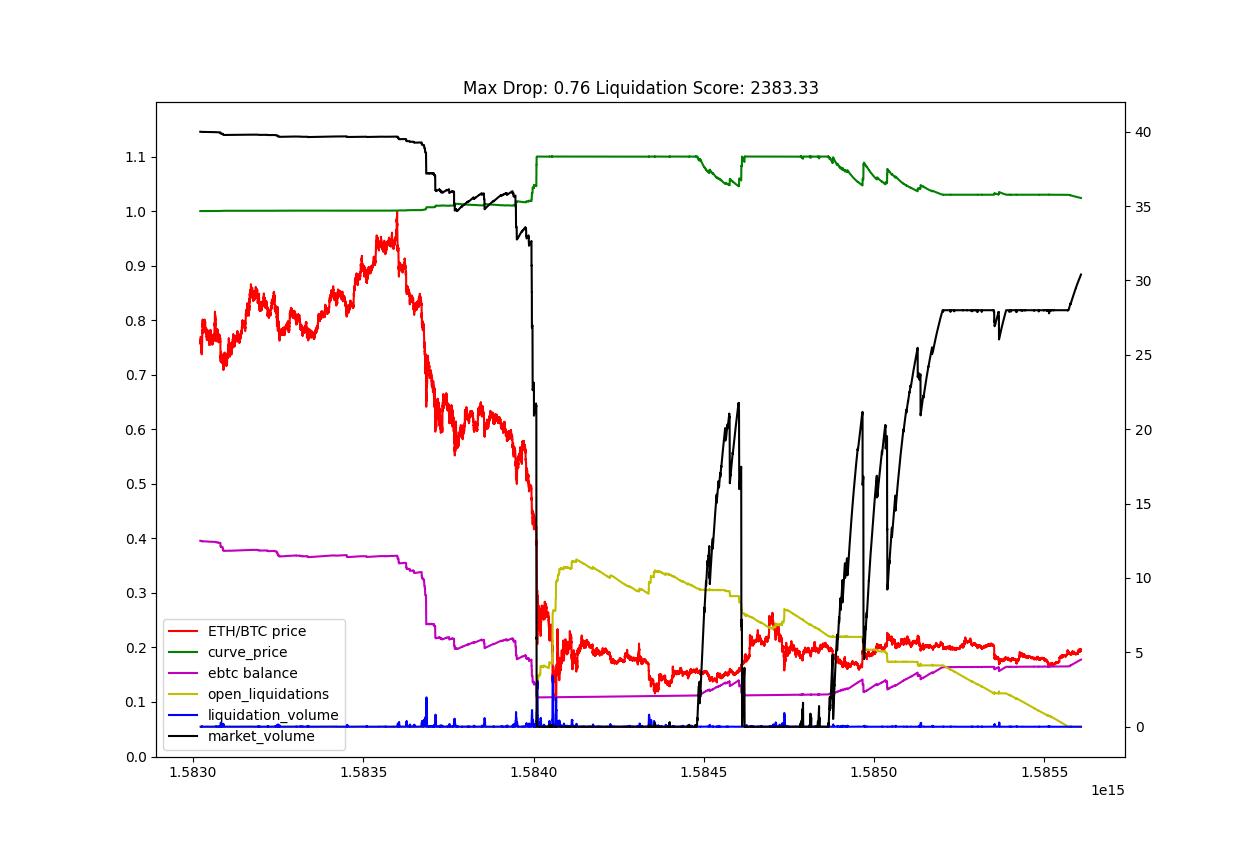 Max Drop: 0.76 Liquidation Score: 2383.33
1.1
1.0
0.9
0.8
0.7
0.6
0.5
0.4
0.3
0.2
0.1
0.0
40
35
30
25
20
15
10
5
0
ETH/BTC price
curve_price
ebtc balance
open_liquidations
liquidation_volume
market_volume
1.5830 1.5835 1.5840 1.5845 1.5850 1.5855
1e15